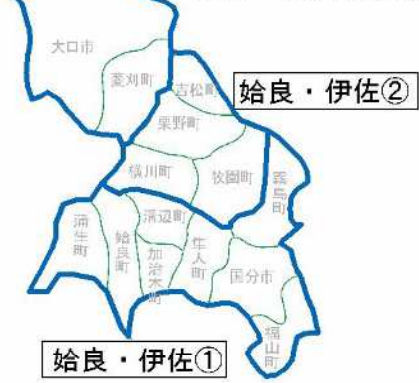 大口市
菱刈町
吉松町
姶良・伊佐②
栗野町
横川町
牧園町
霧島町
蒲生町
姶良町
溝辺町
加治木町
隼人町
国分市
福山町
姶良・伊佐①